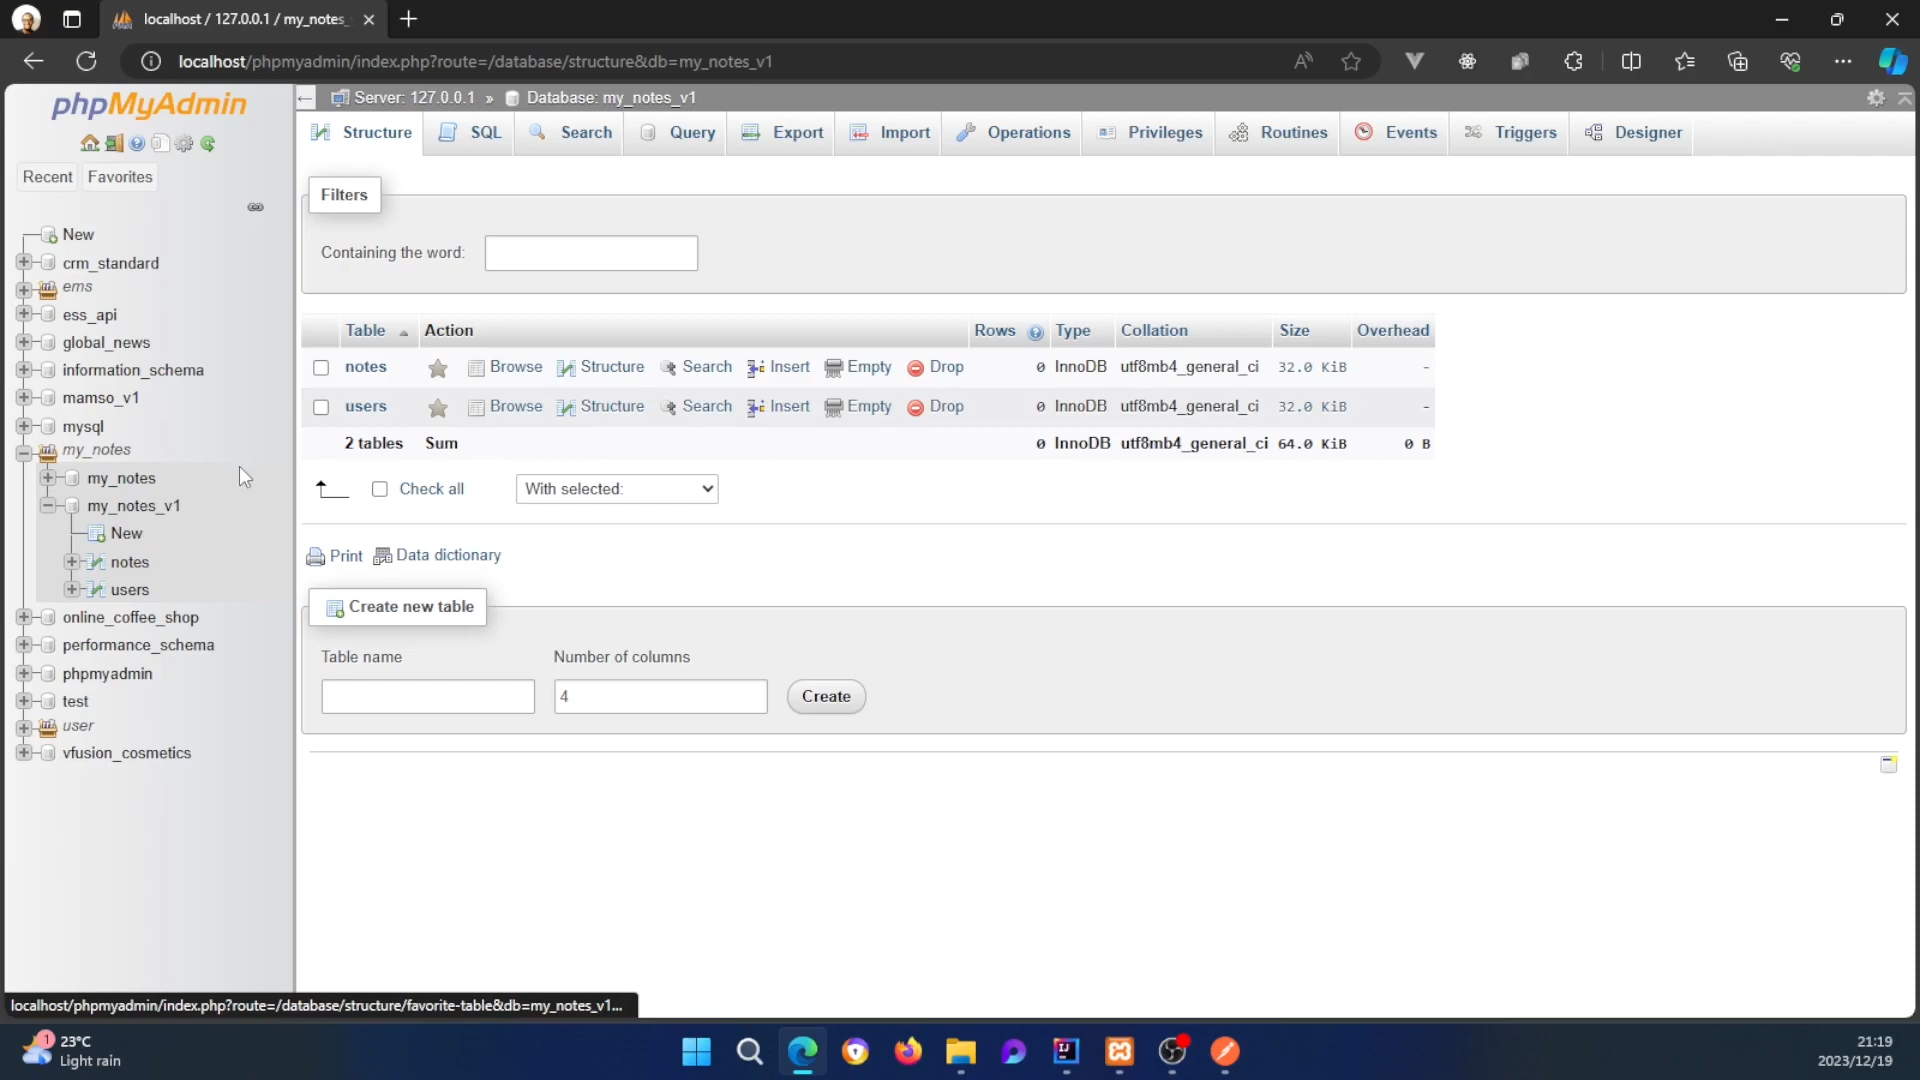 localhost / 127.0.0.1 / my_notes_
localhost/phpmyadmin/index.php?route=/database/structure&db=my_notes_v1
phpMyAdmin
Recent Favorites
New
crm_standard
ems
ess_api
global_news
information_schema
mamso_v1
mysql
my_notes
my_notes
my_notes_v1
New
notes
users
online_coffee_shop
performance_schema
phpmyadmin
test
user
vfusion_cosmetics
Server: 127.0.0.1 » Database: my_notes_v1
Structure SQL Search Query Export Import Operations Privileges Routines Events Triggers Designer
Filters
Containing the word:
Table Action Rows Type Collation Size Overhead
notes Browse Structure Search Insert Empty Drop 0 InnoDB utf8mb4_general_ci 32.0 KiB -
users Browse Structure Search Insert Empty Drop 0 InnoDB utf8mb4_general_ci 32.0 KiB -
2 tables Sum 0 InnoDB utf8mb4_general_ci 64.0 KiB 0 B
Check all With selected:
Print Data dictionary
Create new table
Table name Number of columns
4 Create
localhost/phpmyadmin/index.php?route=/database/structure/favorite-table&db=my_notes_v1...
1 23°C
Light rain
21:19
2023/12/19